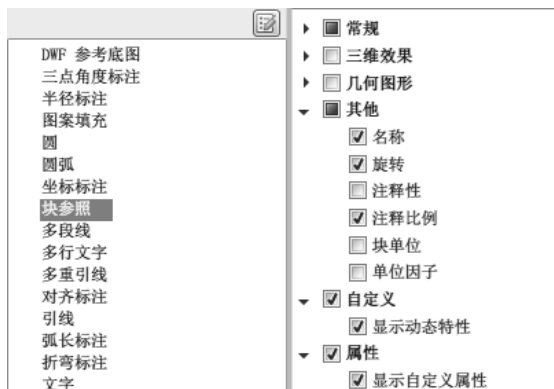 DWF 参考底图
三点角度标注
半径标注
图案填充
圆
圆弧
坐标标注
块参照
多段线
多行文字
多重引线
对齐标注
引线
弧长标注
折弯标注
文字
常规
三维效果
几何图形
其他
名称
旋转
注释性
注释比例
块单位
单位因子
自定义
显示动态特性
属性
显示自定义属性